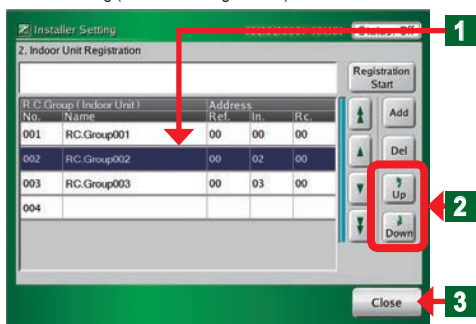 Installer Setting
2. Indoor Unit Registration
Registration
Start
R.C.Group ( Indoor Unit )
Address
No. Name Ref. In. Rc.
001 RC.Group001 00 00 00
002 RC.Group002 00 02 00
003 RC.Group003 00 03 00
004
Add
Del
Up
Down
Close
1
2
3